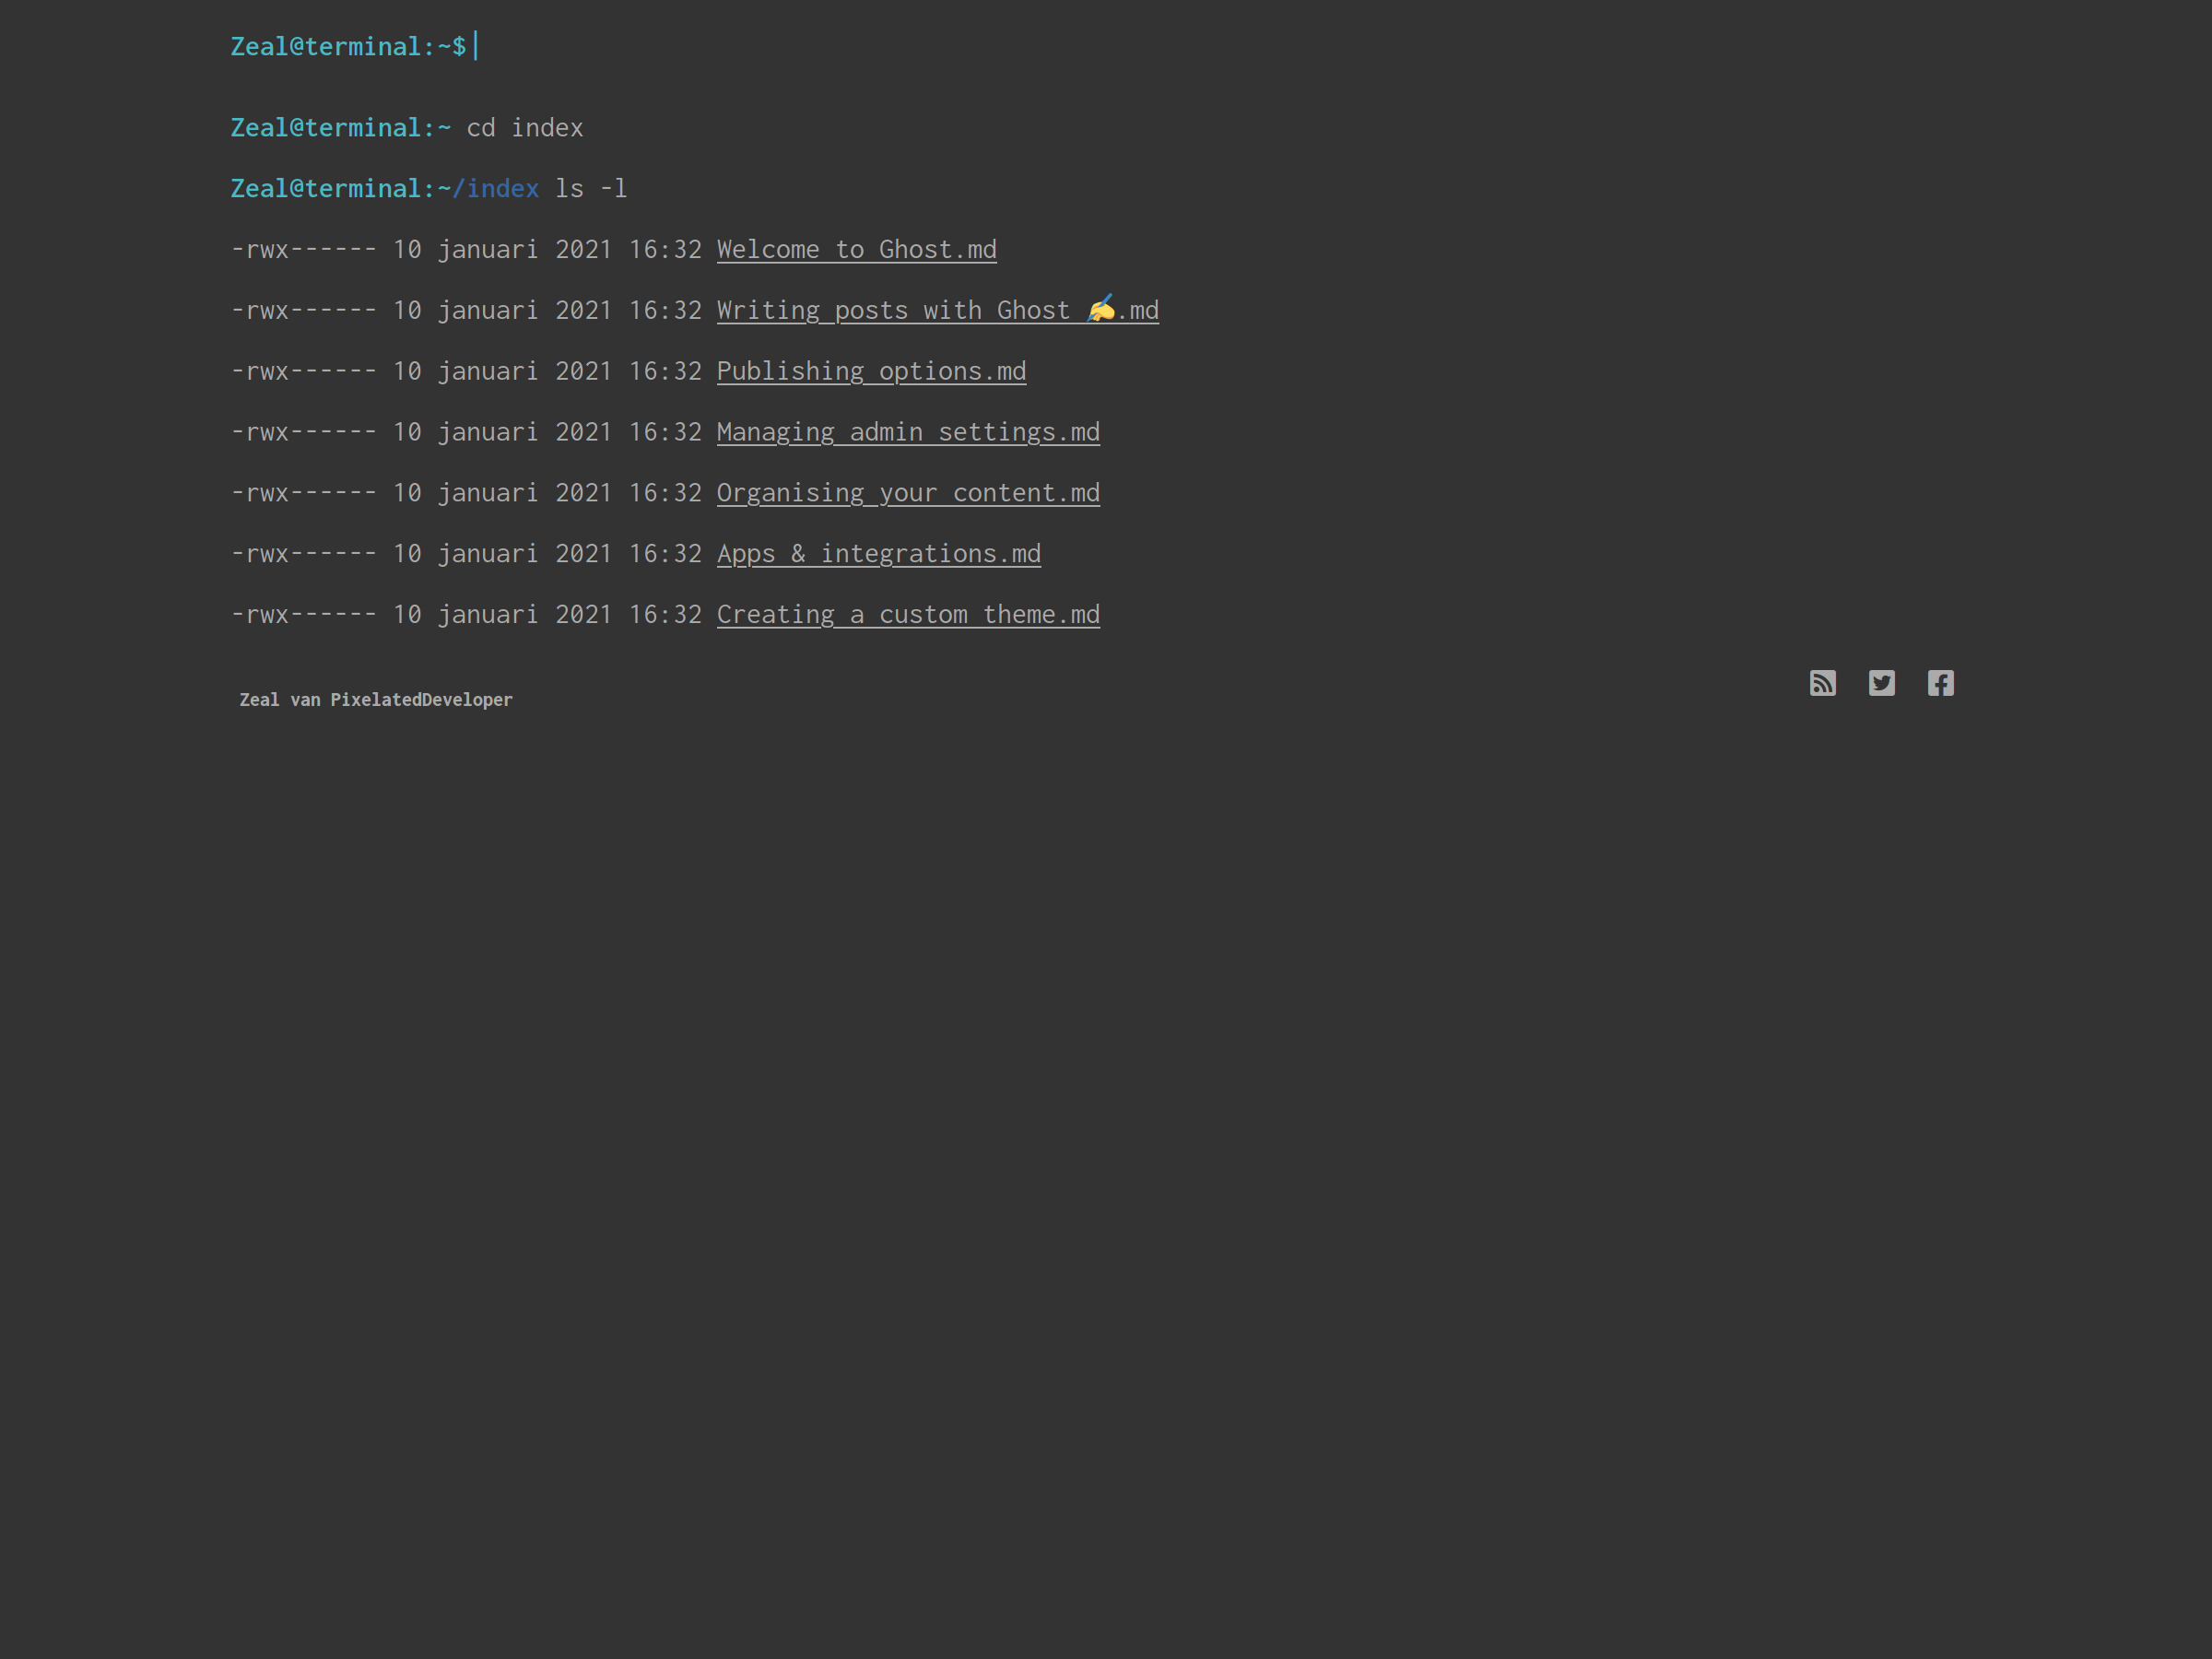 Zeal@terminal:~$
Zeal@terminal:~ cd index
Zeal@terminal:~/index ls -l
-rwx------ 10 januari 2021 16:32 Welcome to Ghost.md
-rwx------ 10 januari 2021 16:32 Writing posts with Ghost ✍️.md
-rwx------ 10 januari 2021 16:32 Publishing options.md
-rwx------ 10 januari 2021 16:32 Managing admin settings.md
-rwx------ 10 januari 2021 16:32 Organising your content.md
-rwx------ 10 januari 2021 16:32 Apps & integrations.md
-rwx------ 10 januari 2021 16:32 Creating a custom theme.md
Zeal van PixelatedDeveloper